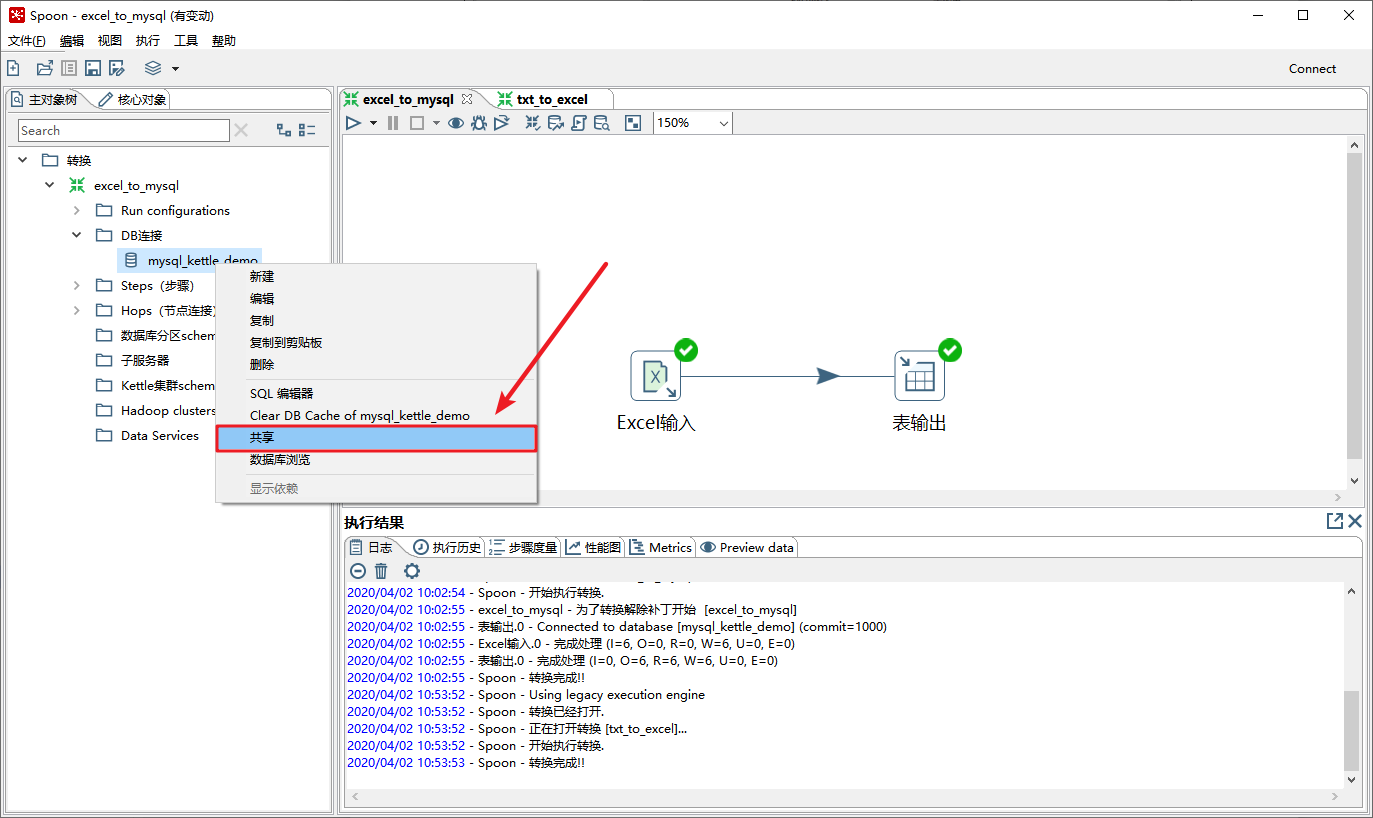 Spoon - excel_to_mysql (有变动)
文件(F) 编辑 视图 执行 工具 帮助
Connect
主对象树 核心对象
Search
转换
excel_to_mysql
Run configurations
DB连接
mysql_kettle_demo
Steps（步骤）
Hops（节点连接）
数据库分区schem
子服务器
Kettle集群schem
Hadoop clusters
Data Services
新建
编辑
复制
复制到剪贴板
删除
SQL 编辑器
Clear DB Cache of mysql_kettle_demo
共享
数据库浏览
显示依赖
excel_to_mysql txt_to_excel
150%
X
Excel输入 表输出
执行结果
日志 执行历史 步骤度量 性能图 Metrics Preview data
2020/04/02 10:02:54 - Spoon - 开始执行转换.
2020/04/02 10:02:55 - excel_to_mysql - 为了转换解除补丁开始 [excel_to_mysql]
2020/04/02 10:02:55 - 表输出.0 - Connected to database [mysql_kettle_demo] (commit=1000)
2020/04/02 10:02:55 - Excel输入.0 - 完成处理 (I=6, O=0, R=0, W=6, U=0, E=0)
2020/04/02 10:02:55 - 表输出.0 - 完成处理 (I=0, O=6, R=6, W=6, U=0, E=0)
2020/04/02 10:02:55 - Spoon - 转换完成!!
2020/04/02 10:53:52 - Spoon - Using legacy execution engine
2020/04/02 10:53:52 - Spoon - 转换已经打开.
2020/04/02 10:53:52 - Spoon - 正在打开转换 [txt_to_excel]...
2020/04/02 10:53:52 - Spoon - 开始执行转换.
2020/04/02 10:53:53 - Spoon - 转换完成!!